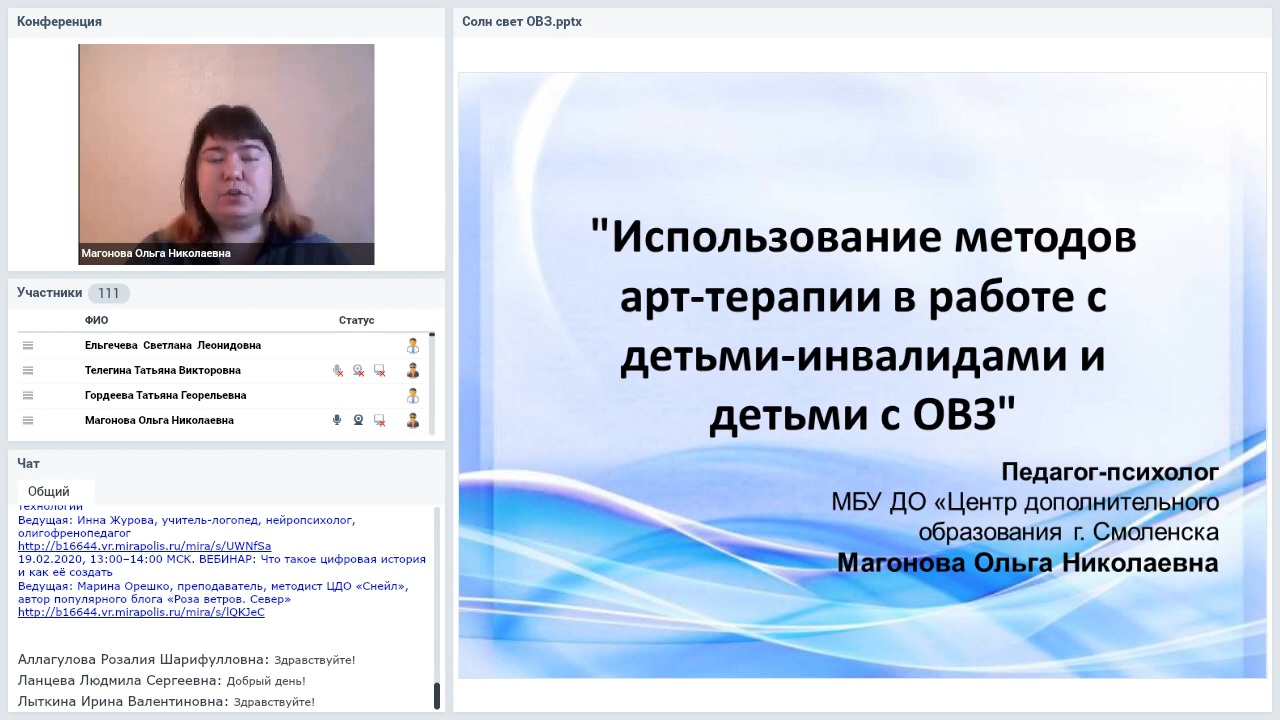 Конференция
Магонова Ольга Николаевна
Участники 111
ФИО Статус
Ельгечева Светлана Леонидовна
Телегина Татьяна Викторовна
Гордеева Татьяна Георельевна
Магонова Ольга Николаевна
Чат
Общий
технологии
Ведущая: Инна Журова, учитель-логопед, нейропсихолог,
олигофренопедагог
http://b16644.vr.mirapolis.ru/mira/s/UWNfSa
19.02.2020, 13:00–14:00 МСК. ВЕБИНАР: Что такое цифровая история
и как её создать
Ведущая: Марина Орешко, преподаватель, методист ЦДО «Снейл»,
автор популярного блога «Роза ветров. Север»
http://b16644.vr.mirapolis.ru/mira/s/lQKJeC
Аллагулова Розалия Шарифулловна: Здравствуйте!
Ланцева Людмила Сергеевна: Добрый день!
Лыткина Ирина Валентиновна: Здравствуйте!
Солн свет ОВЗ.pptx
"Использование методов
арт-терапии в работе с
детьми-инвалидами и
детьми с ОВЗ"
Педагог-психолог
МБУ ДО «Центр дополнительного
образования г. Смоленска
Магонова Ольга Николаевна